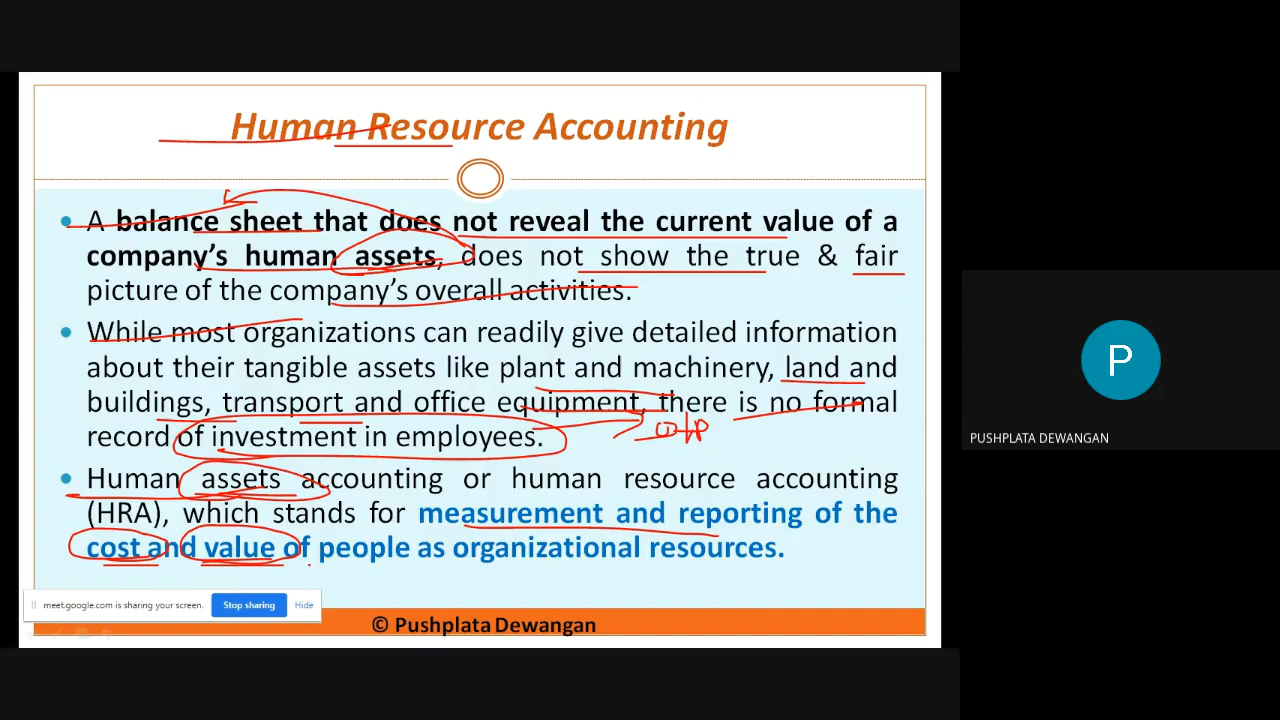 Human Resource Accounting
• A balance sheet that does not reveal the current value of a
company's human assets, does not show the true & fair
picture of the company's overall activities.
• While most organizations can readily give detailed information
about their tangible assets like plant and machinery, land and
buildings, transport and office equipment, there is no formal
record of investment in employees.
• Human assets accounting or human resource accounting
(HRA), which stands for measurement and reporting of the
cost and value of people as organizational resources.
meet.google.com is sharing your screen. Stop sharing Hide
© Pushplata Dewangan
P
PUSHPLATA DEWANGAN